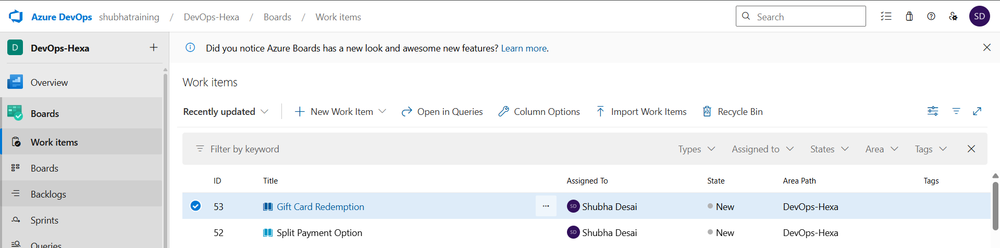 Azure DevOps shubhatraining / DevOps-Hexa / Boards / Work items Search SD
D DevOps-Hexa +
Did you notice Azure Boards has a new look and awesome new features? Learn more.
Overview
Boards
Work items
Boards
Backlogs
Sprints
Queries
Work items
Recently updated New Work Item Open in Queries Column Options Import Work Items Recycle Bin
Filter by keyword Types Assigned to States Area Tags
ID Title Assigned To State Area Path Tags
53 Gift Card Redemption ... SD Shubha Desai New DevOps-Hexa
52 Split Payment Option SD Shubha Desai New DevOps-Hexa